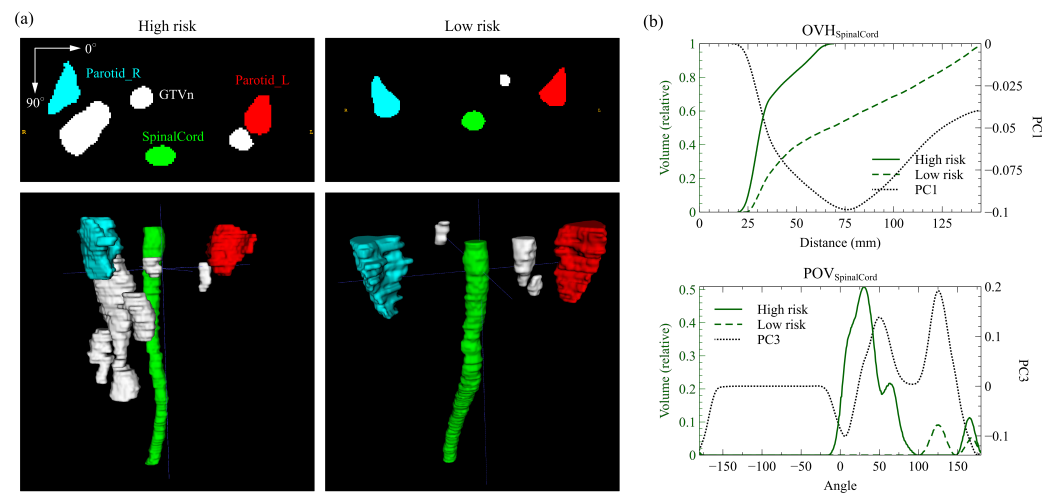 (a)
High risk
Low risk
0°
90°
Parotid_R
GTVn
Parotid_L
SpinalCord
R
L
R
L
(b)
OVH_SpinalCord
Volume (relative)
1
0.8
0.6
0.4
0.2
0
0
−0.025
−0.05
−0.075
−0.1
PC1
High risk
Low risk
PC1
0
25
50
75
100
125
Distance (mm)
POV_SpinalCord
Volume (relative)
0.5
0.4
0.3
0.2
0.1
0
0.2
0.1
0
−0.1
PC3
High risk
Low risk
PC3
−150
−100
−50
0
50
100
150
Angle